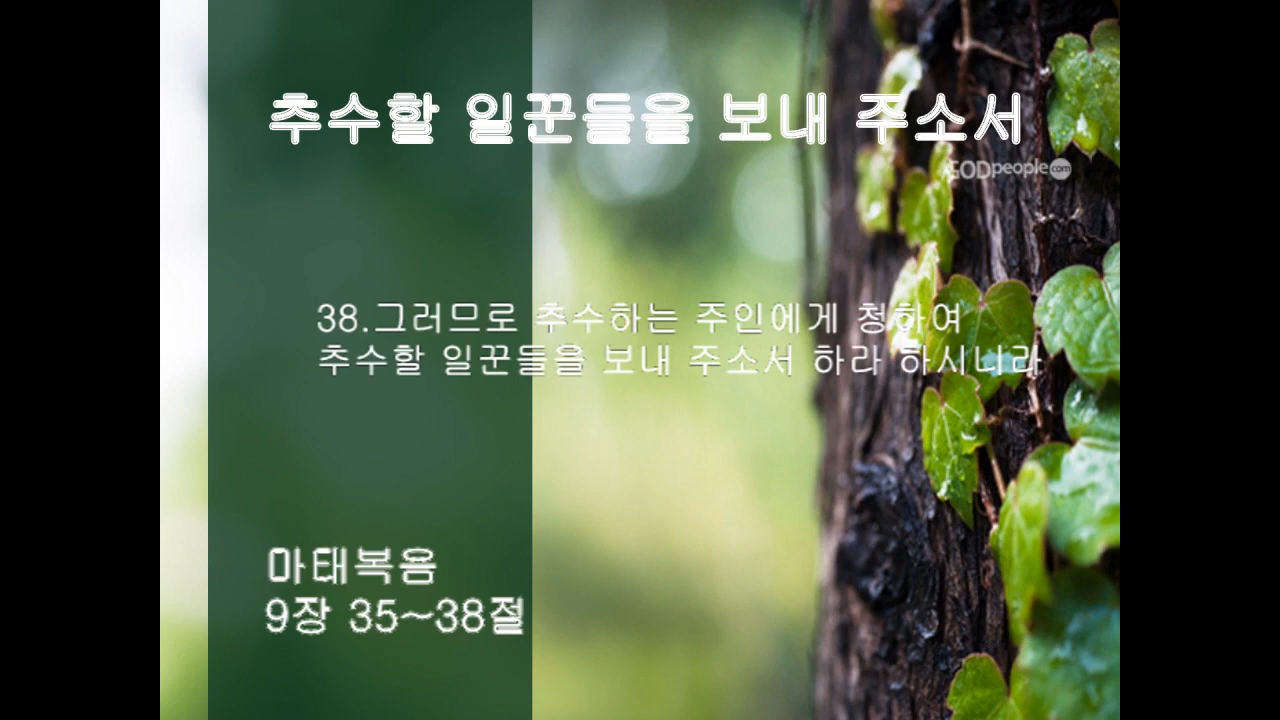 추수할 일꾼들을 보내 주소서
GODpeople.com
38.그러므로 추수하는 주인에게 청하여
추수할 일꾼들을 보내 주소서 하라 하시니라
마태복음
9장 35~38절